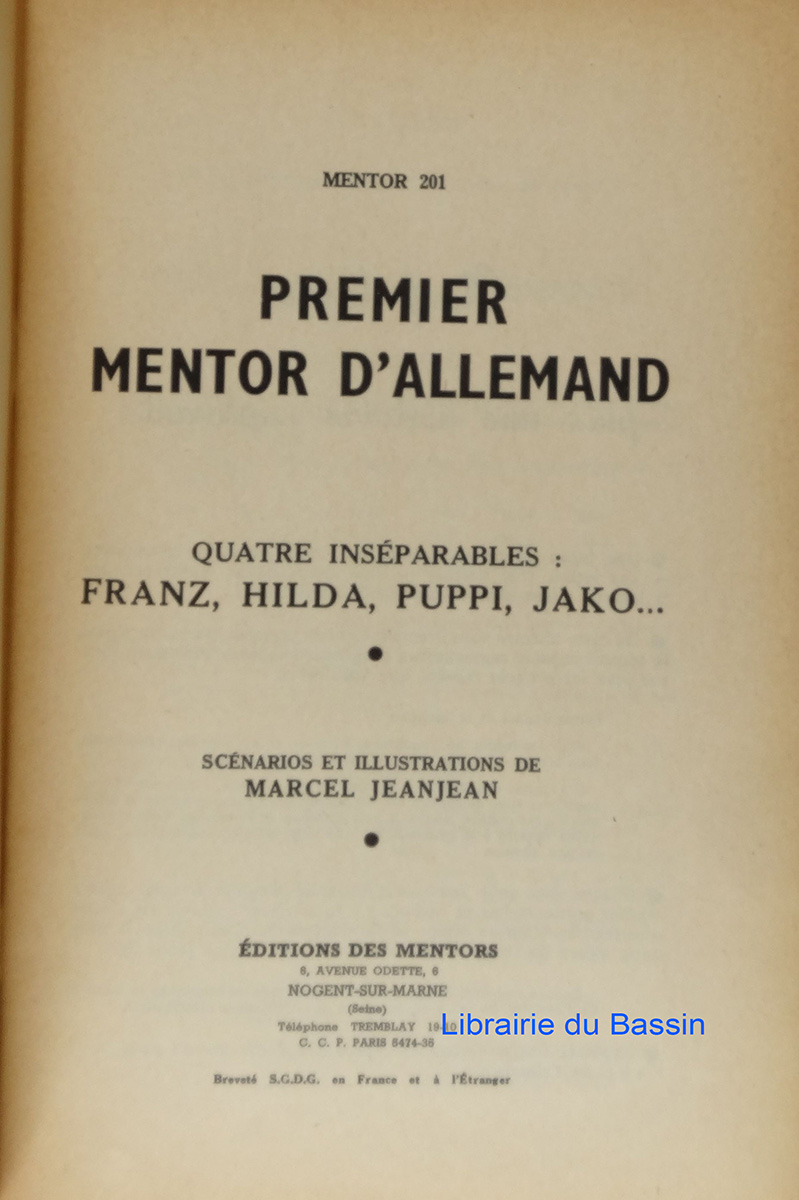 MENTOR 201
PREMIER
MENTOR D'ALLEMAND
QUATRE INSÉPARABLES :
FRANZ, HILDA, PUPPI, JAKO...
SCÉNARIOS ET ILLUSTRATIONS DE
MARCEL JEANJEAN
ÉDITIONS DES MENTORS
6, AVENUE ODETTE, 6
NOGENT-SUR-MARNE
(Seine)
Téléphone TREMBLAY
Librairie du Bassin
C. C. P. PARIS 5474-35
Breveté S.G.D.G. en France et à l'Étranger